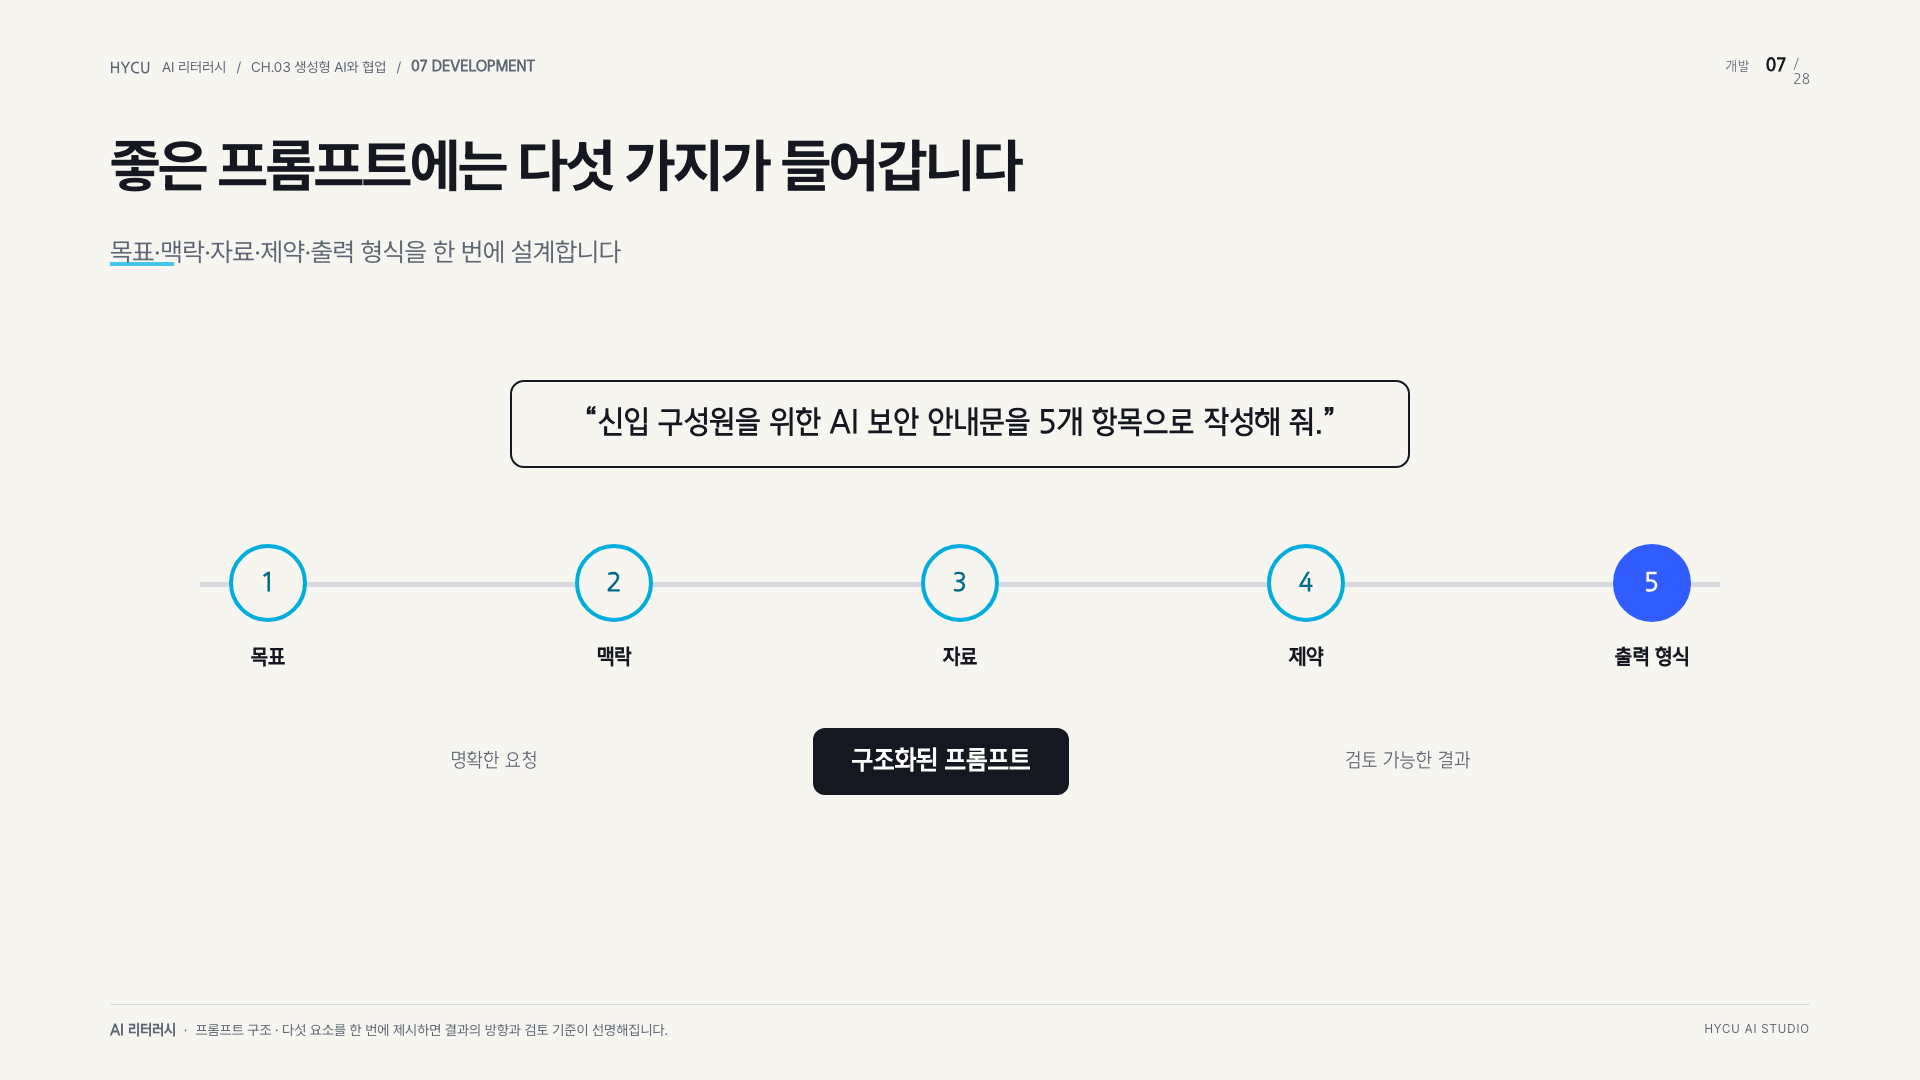 HYCU AI 리터러시 / CH.03 생성형 AI와 협업 / 07 DEVELOPMENT
개발 07 / 28
좋은 프롬프트에는 다섯 가지가 들어갑니다
목표·맥락·자료·제약·출력 형식을 한 번에 설계합니다
“신입 구성원을 위한 AI 보안 안내문을 5개 항목으로 작성해 줘.”
1 2 3 4 5
목표 맥락 자료 제약 출력 형식
명확한 요청 구조화된 프롬프트 검토 가능한 결과
AI 리터러시 · 프롬프트 구조 · 다섯 요소를 한 번에 제시하면 결과의 방향과 검토 기준이 선명해집니다.
HYCU AI STUDIO